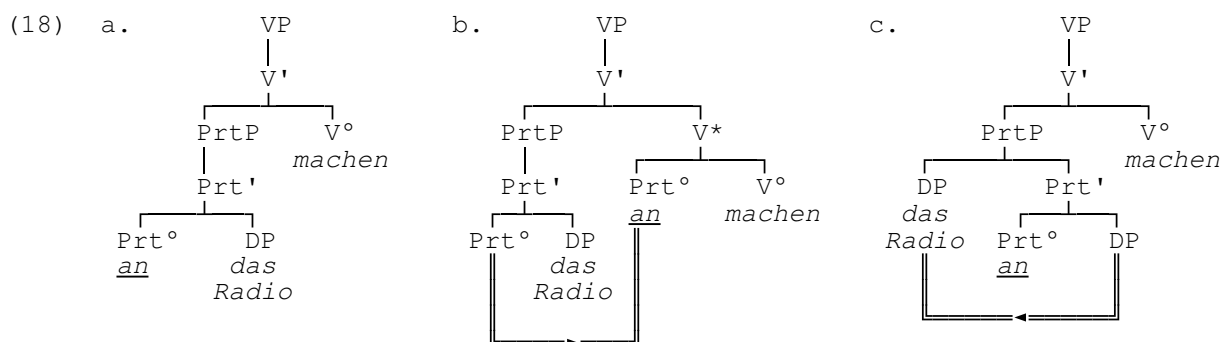 (18) a. VP b. VP c. VP
V' V' V'
PrtP V° PrtP V* PrtP V°
machen machen
Prt' Prt' Prt° V° DP Prt'
an machen das
Prt° DP Prt° DP Radio Prt° DP
an das das an
Radio Radio